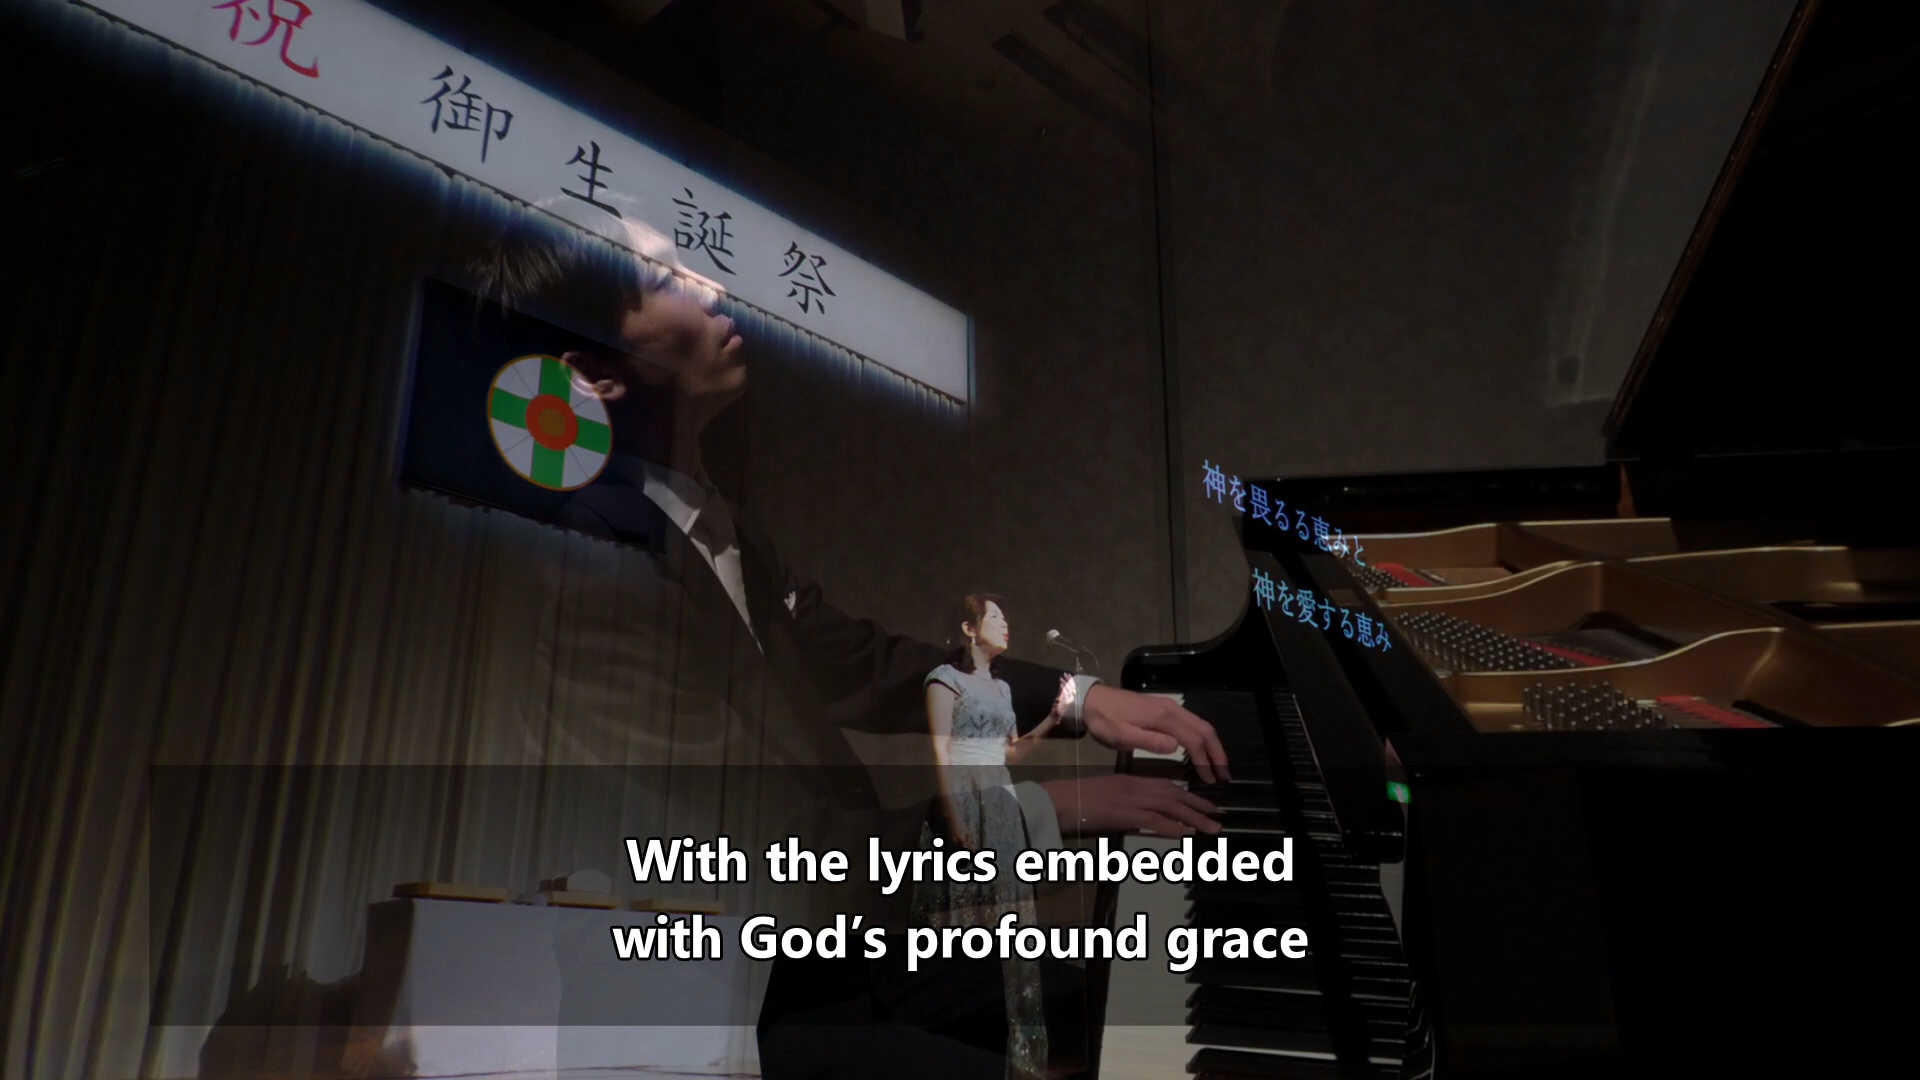 祝 御生誕祭
神を畏るる恵みと、
神を愛する恵み
With the lyrics embedded
with God’s profound grace